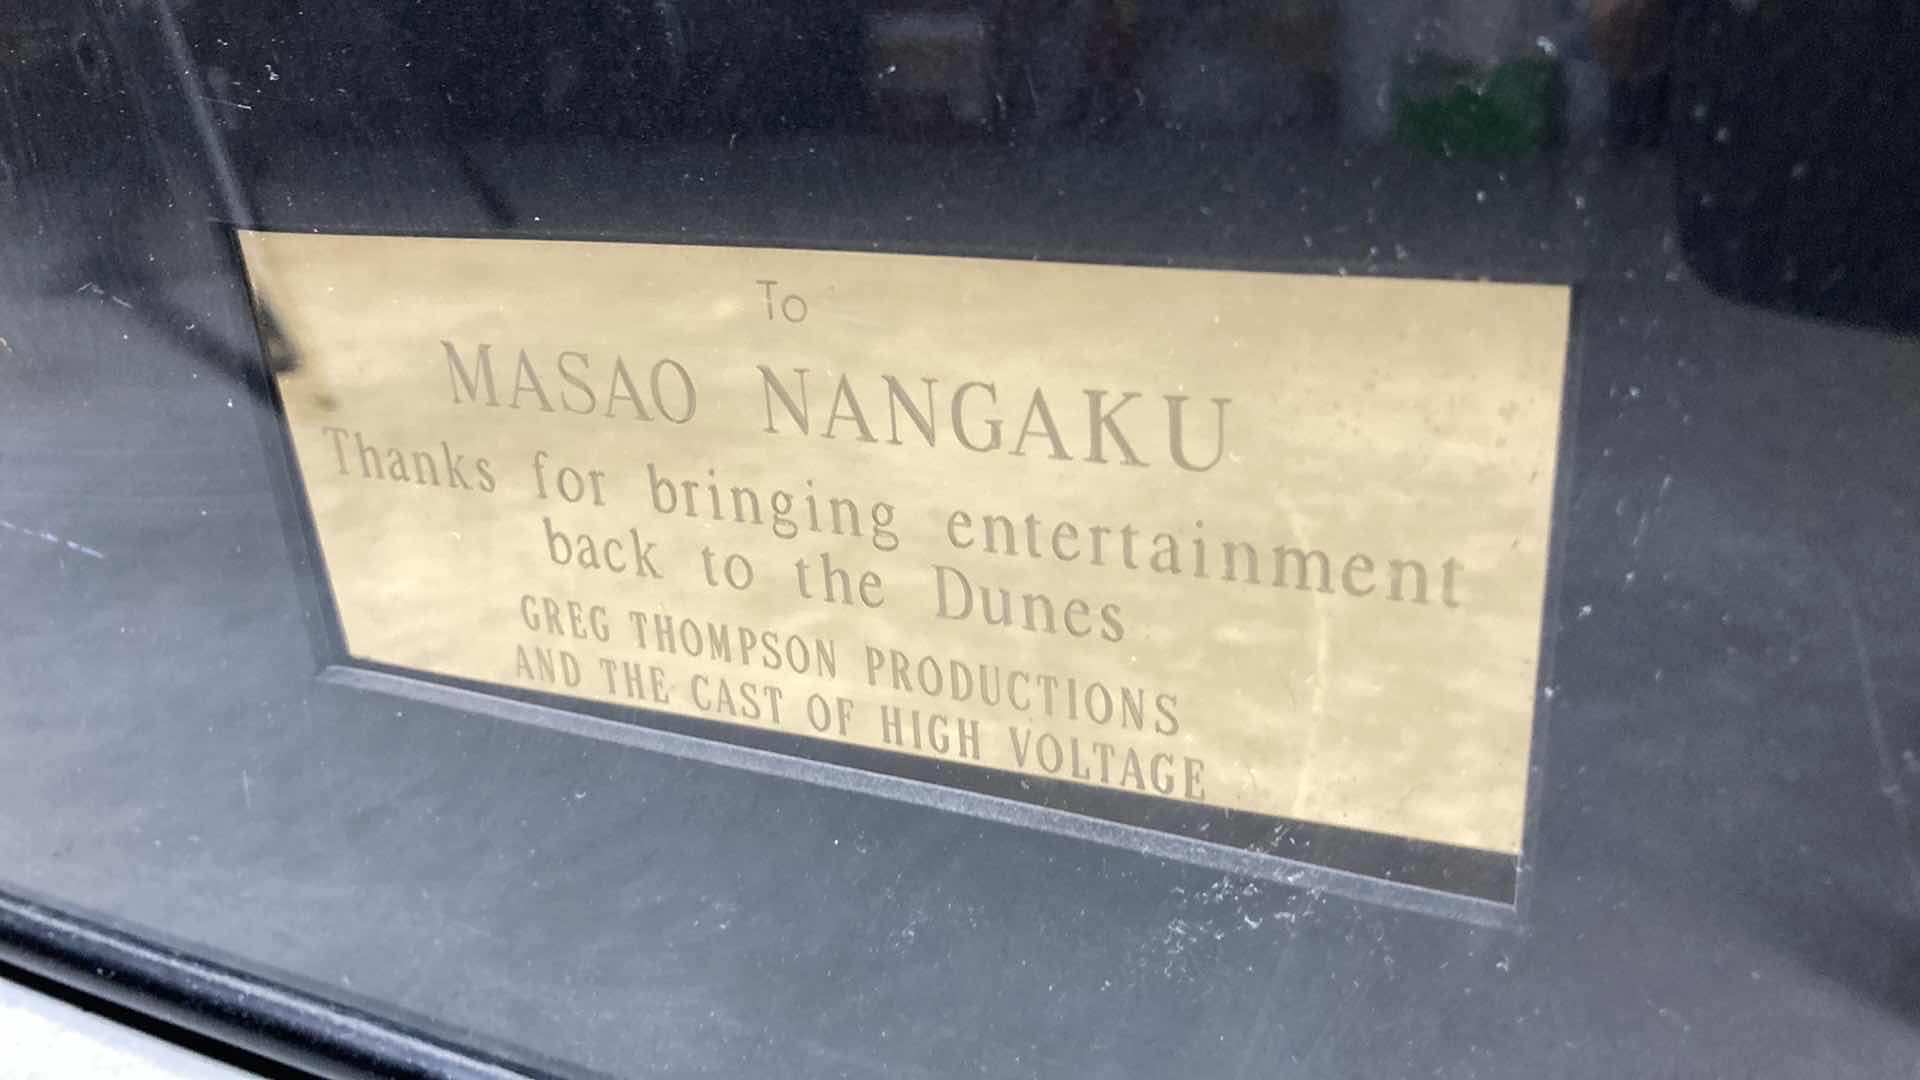 To
MASAO NANGAKU
Thanks for bringing entertainment
back to the Dunes
GREG THOMPSON PRODUCTIONS
AND THE CAST OF HIGH VOLTAGE